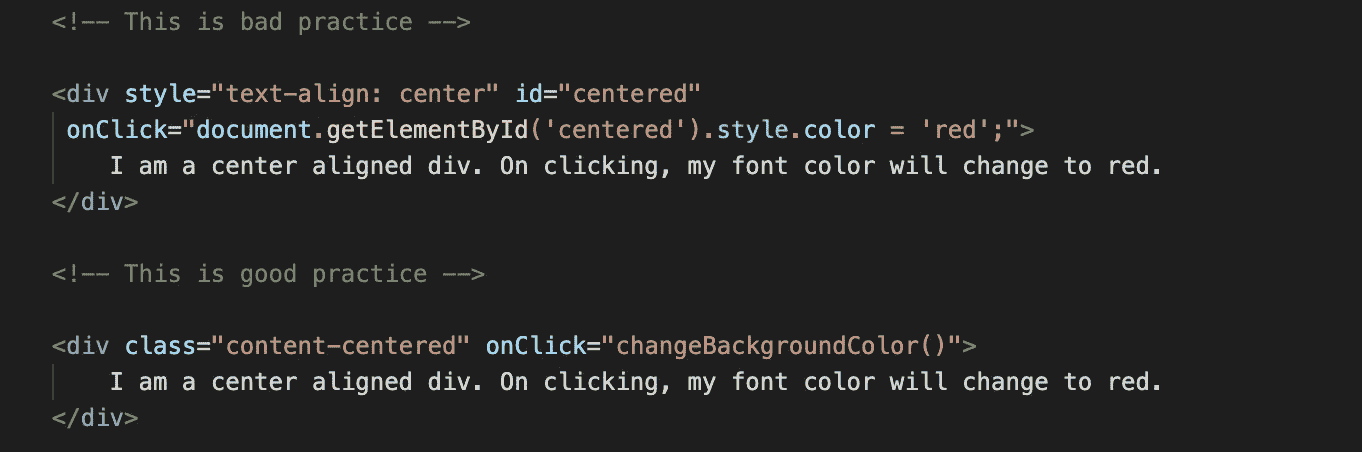 <!-- This is bad practice -->
<div style="text-align: center" id="centered"
onClick="document.getElementById('centered').style.color = 'red';">
I am a center aligned div. On clicking, my font color will change to red.
</div>
<!-- This is good practice -->
<div class="content-centered" onClick="changeBackgroundColor()">
I am a center aligned div. On clicking, my font color will change to red.
</div>